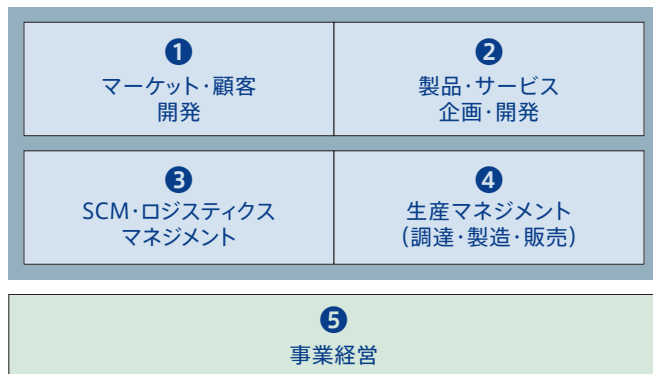 ❶
マーケット・顧客
開発
❷
製品・サービス
企画・開発
❸
SCM・ロジスティクス
マネジメント
❹
生産マネジメント
(調達・製造・販売)
❺
事業経営